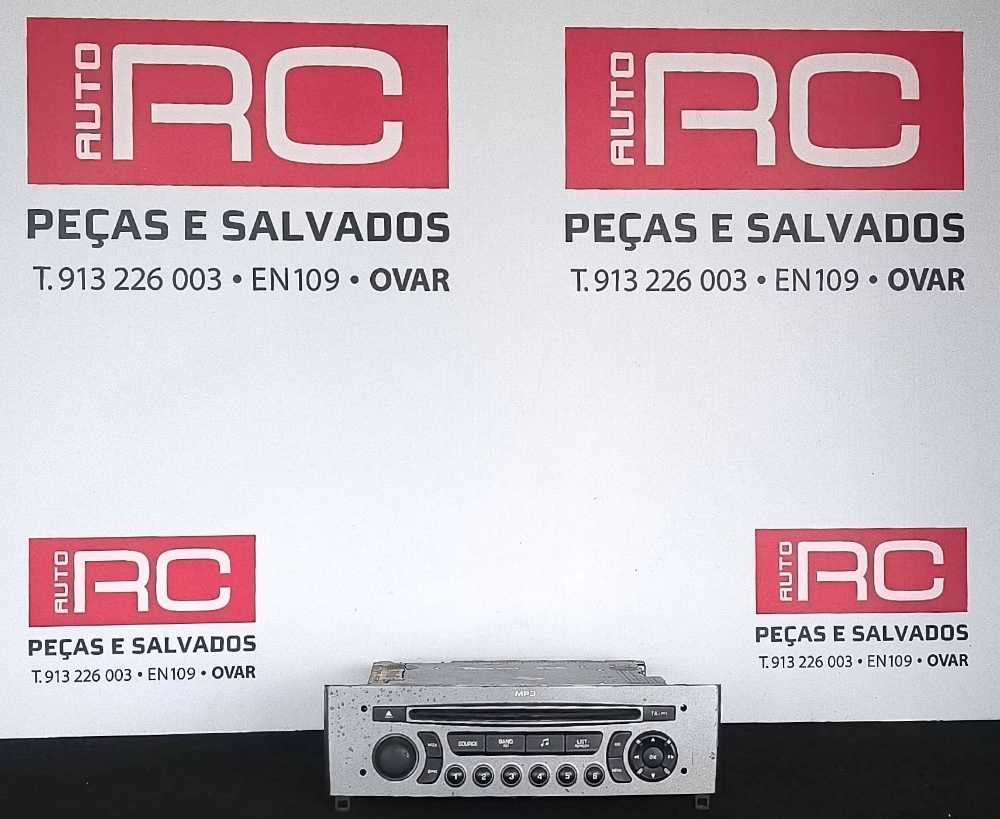 AUTO RC
PEÇAS E SALVADOS
T. 913 226 003 • EN109 • OVAR
AUTO RC
PEÇAS E SALVADOS
T. 913 226 003 • EN109 • OVAR
AUTO RC
PEÇAS E SALVADOS
T. 913 226 003 • EN109 • OVAR
AUTO RC
PEÇAS E SALVADOS
T. 913 226 003 • EN109 • OVAR
MP3
SOURCE
BAND
LIST
OK
1 2 3 4 5 6